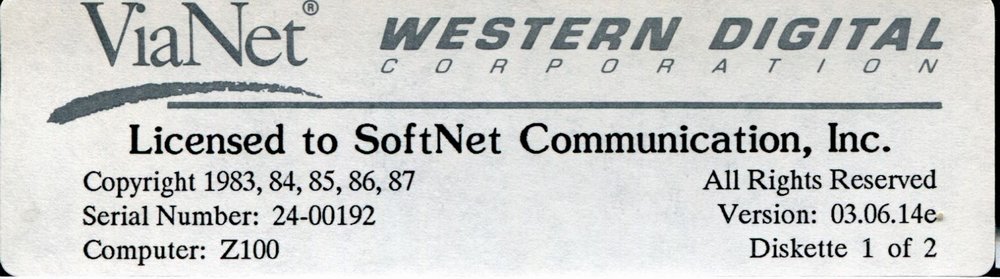 ViaNet® WESTERN DIGITAL
CORPORATION
Licensed to SoftNet Communication, Inc.
Copyright 1983, 84, 85, 86, 87 All Rights Reserved
Serial Number: 24-00192 Version: 03.06.14e
Computer: Z100 Diskette 1 of 2